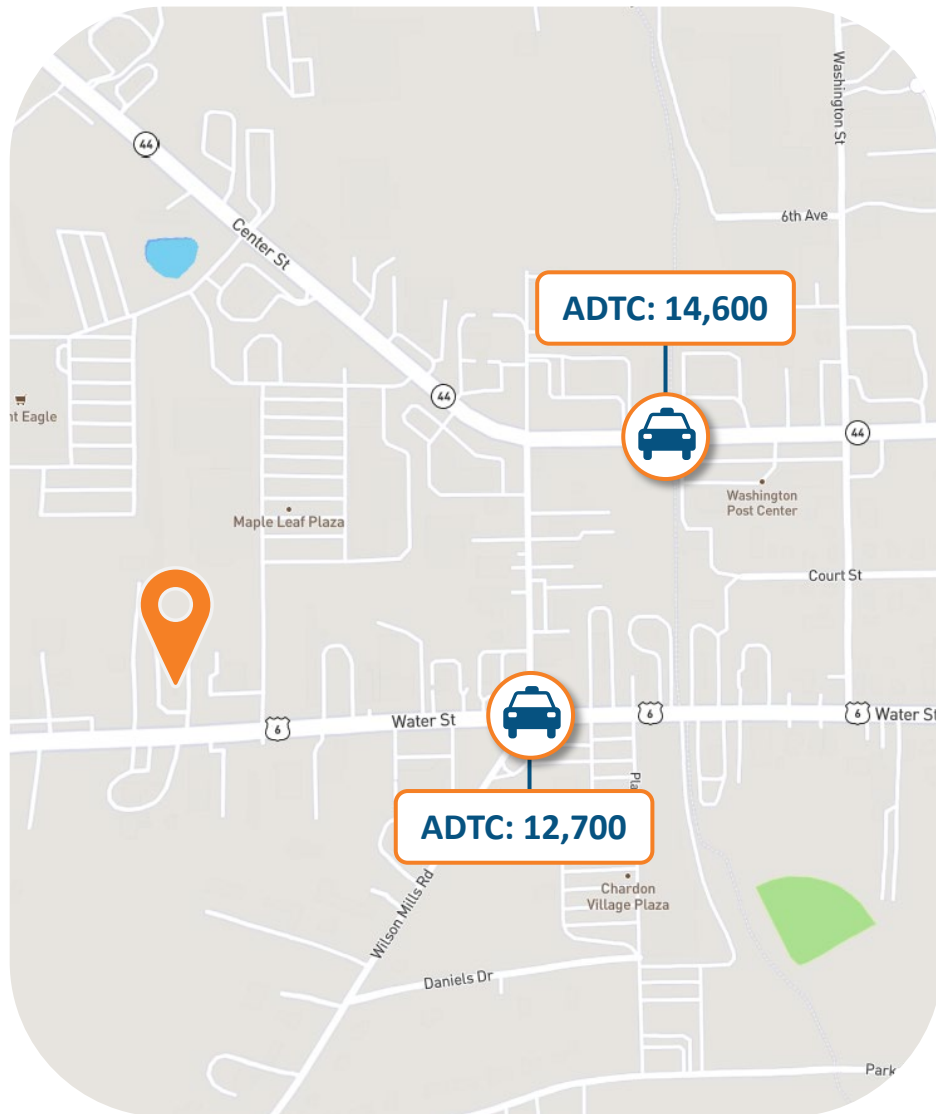 Washington St
44
6th Ave
Center St
ADTC: 14,600
44
nt Eagle
44
Maple Leaf Plaza
Washington
Post Center
Court St
6
Water St
6
6
Water St
Pla
ADTC: 12,700
Chardon
Village Plaza
Wilson Mills Rd
Daniels Dr
Park